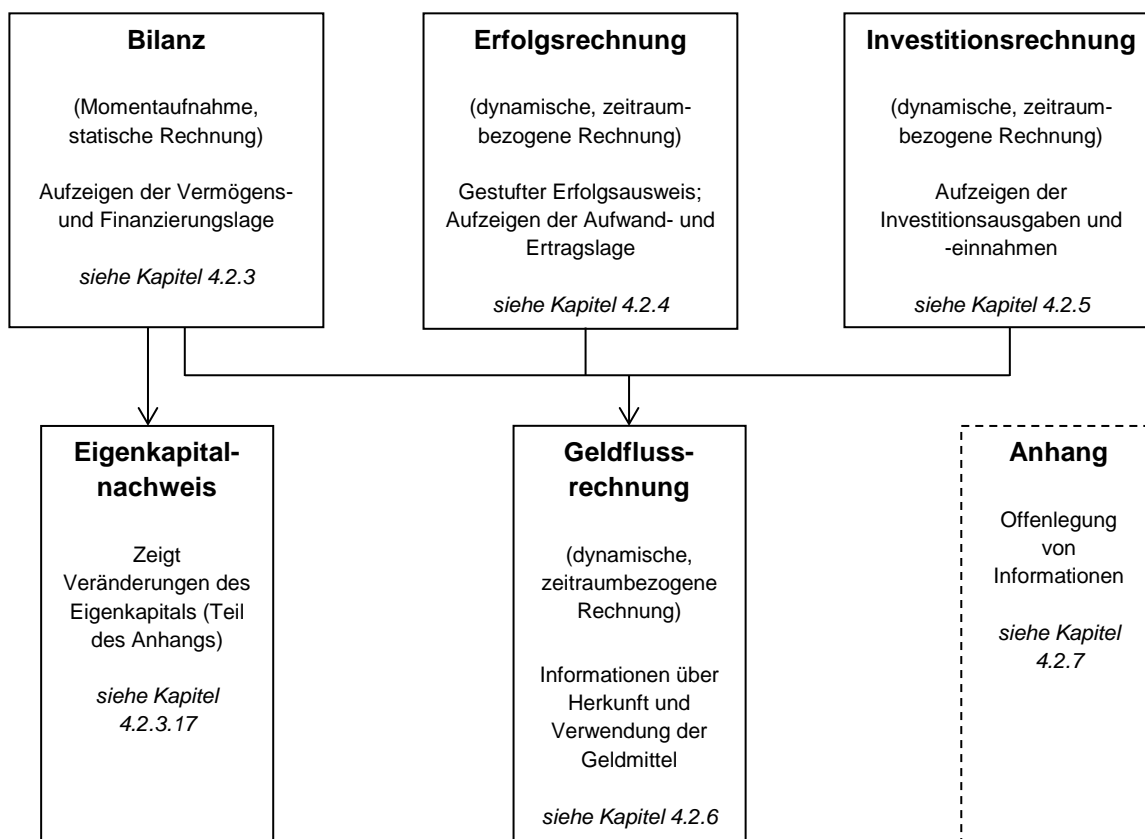 Bilanz
(Momentaufnahme,
statische Rechnung)
Aufzeigen der Vermögens-
und Finanzierungslage
siehe Kapitel 4.2.3
Erfolgsrechnung
(dynamische, zeitraum-
bezogene Rechnung)
Gestufter Erfolgsausweis;
Aufzeigen der Aufwand- und
Ertragslage
siehe Kapitel 4.2.4
Investitionsrechnung
(dynamische, zeitraum-
bezogene Rechnung)
Aufzeigen der
Investitionsausgaben und
-einnahmen
siehe Kapitel 4.2.5
Eigenkapital-
nachweis
Zeigt
Veränderungen des
Eigenkapitals (Teil
des Anhangs)
siehe Kapitel
4.2.3.17
Geldfluss-
rechnung
(dynamische,
zeitraumbezogene
Rechnung)
Informationen über
Herkunft und
Verwendung der
Geldmittel
siehe Kapitel 4.2.6
Anhang
Offenlegung
von
Informationen
siehe Kapitel
4.2.7